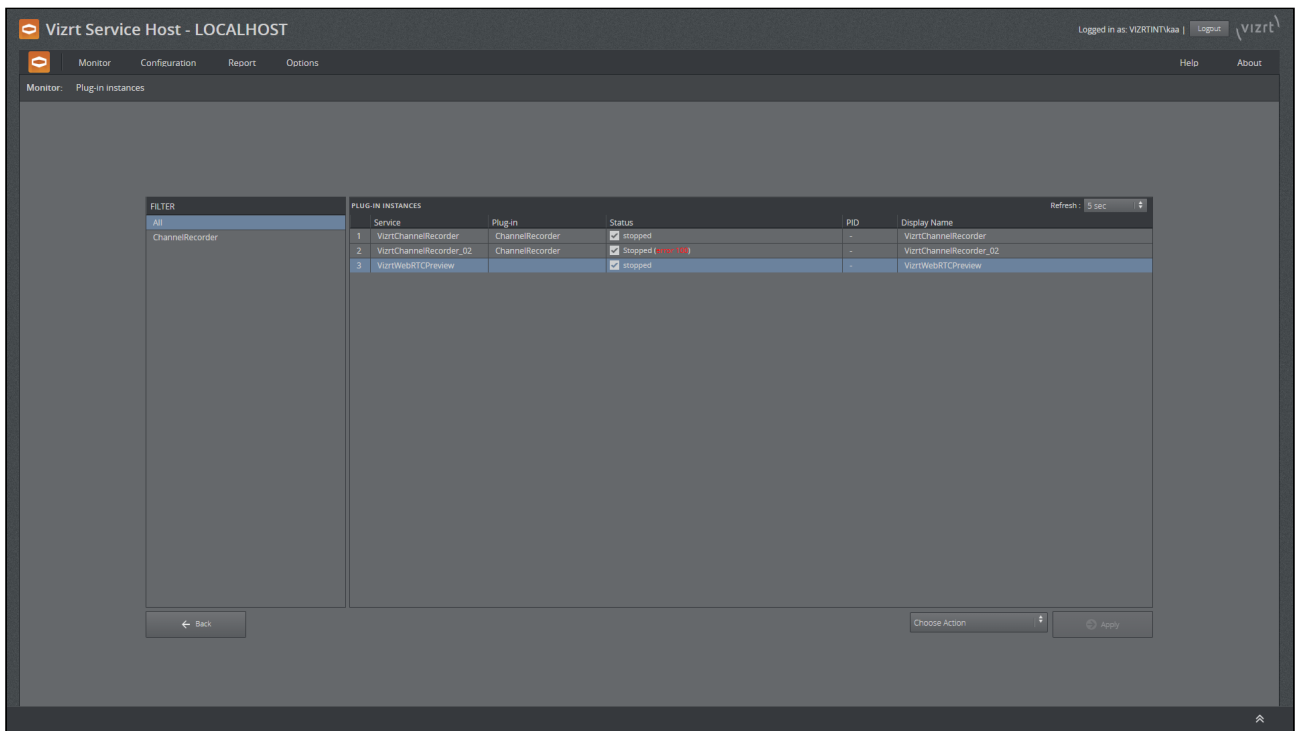 Vizrt Service Host - LOCALHOST
Logged in as: VIZRTINT\kaa | Logout vizrt
Monitor Configuration Report Options Help About
Monitor: Plug-in instances
FILTER
All
ChannelRecorder
PLUG-IN INSTANCES Refresh : 5 sec
Service Plug-in Status PID Display Name
1 VizrtChannelRecorder ChannelRecorder stopped - VizrtChannelRecorder
2 VizrtChannelRecorder_02 ChannelRecorder Stopped ( ) - VizrtChannelRecorder_02
3 VizrtWebRTCPreview stopped - VizrtWebRTCPreview
Back Choose Action Apply